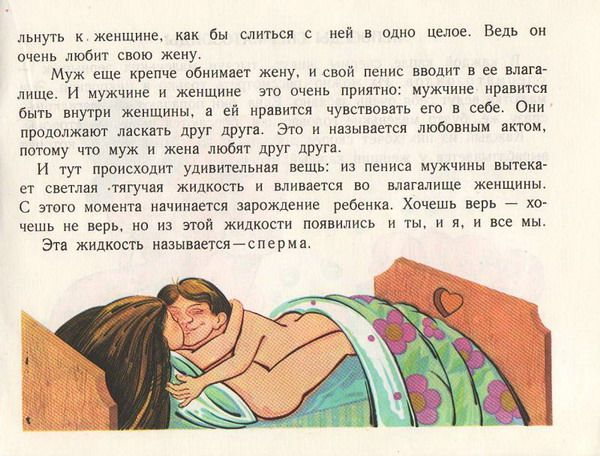 льнуть к женщине, как бы слиться с ней в одно целое. Ведь он
очень любит свою жену.
Муж еще крепче обнимает жену, и свой пенис вводит в ее влага-
лище. И мужчине и женщине это очень приятно: мужчине нравится
быть внутри женщины, а ей нравится чувствовать его в себе. Они
продолжают ласкать друг друга. Это и называется любовным актом,
потому что муж и жена любят друг друга.
И тут происходит удивительная вещь: из пениса мужчины вытека-
ет светлая тягучая жидкость и вливается во влагалище женщины.
С этого момента начинается зарождение ребенка. Хочешь верь — хо-
чешь не верь, но из этой жидкости появились и ты, и я, и все мы.
Эта жидкость называется — сперма.